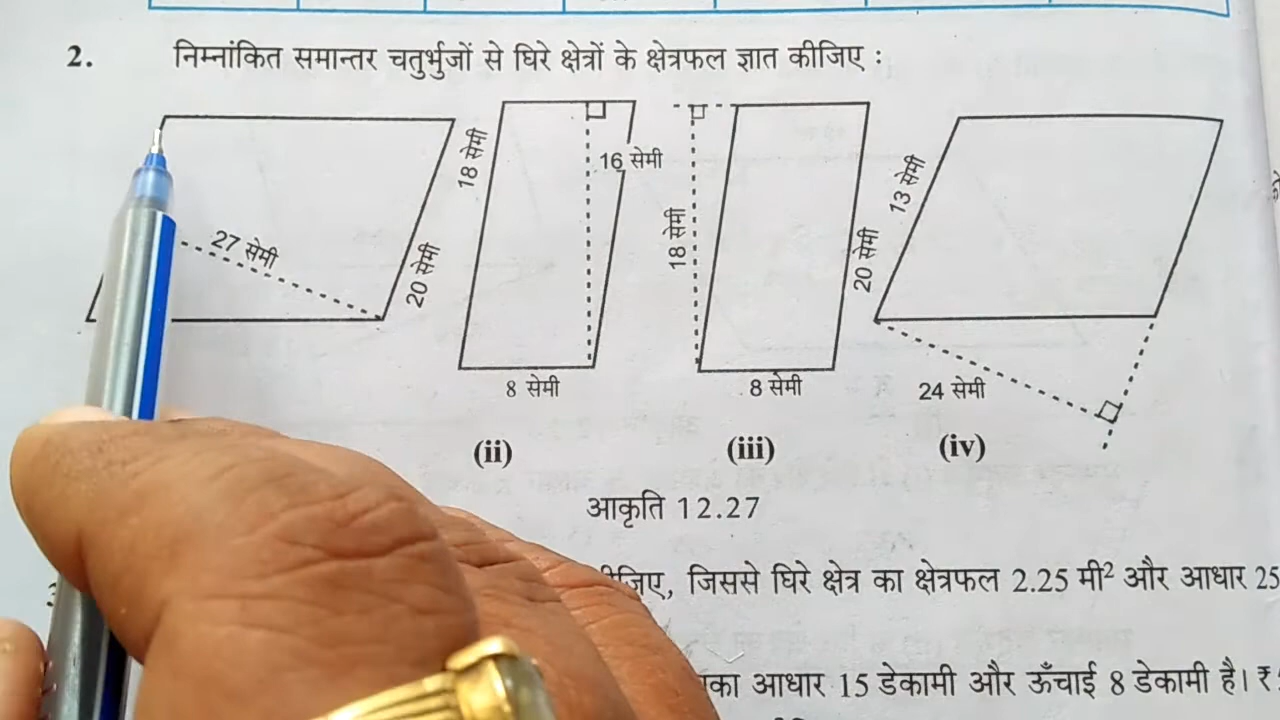 2. निम्नांकित समान्तर चतुर्भुजों से घिरे क्षेत्रों के क्षेत्रफल ज्ञात कीजिए :
27 सेमी
20 सेमी
18 सेमी
16 सेमी
8 सेमी
18 सेमी
20 सेमी
8 सेमी
13 सेमी
24 सेमी
(ii) (iii) (iv)
आकृति 12.27
जिससे घिरे क्षेत्र का क्षेत्रफल 2.25 मी² और आधार 25
आधार 15 डेकामी और ऊँचाई 8 डेकामी है। ₹